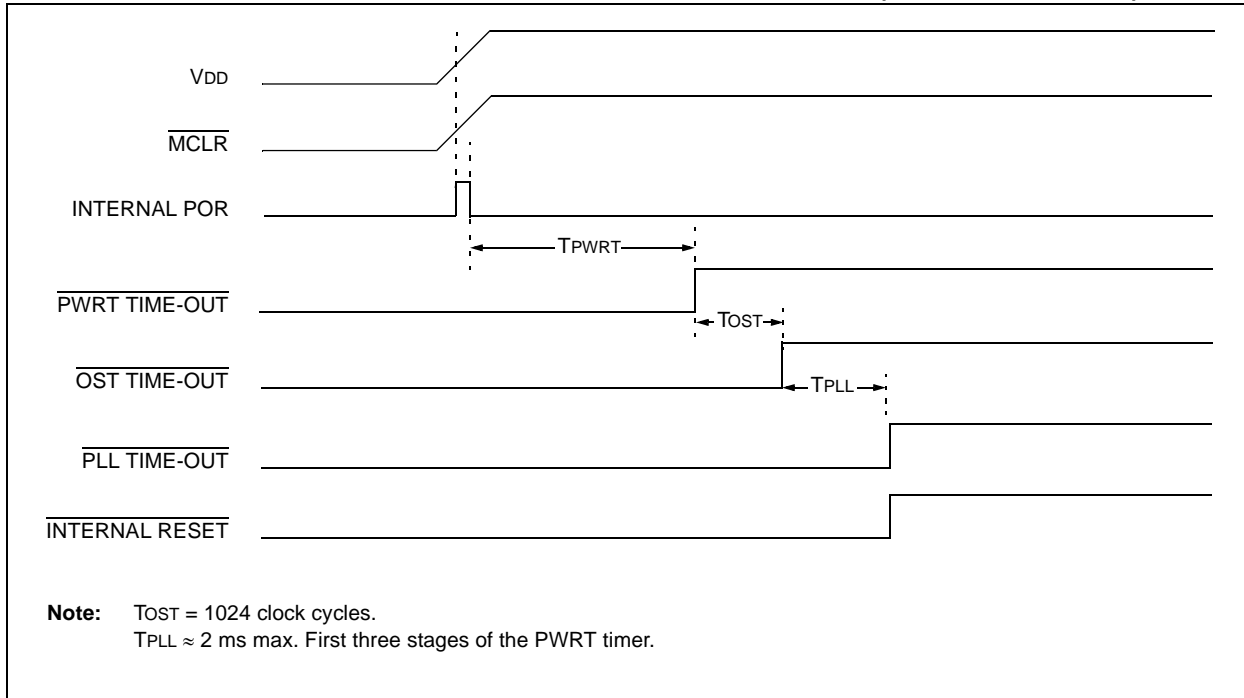 VDD
MCLR
INTERNAL POR
TPWRT
PWRT TIME-OUT
TOST
OST TIME-OUT
TPLL
PLL TIME-OUT
INTERNAL RESET
Note: TOST = 1024 clock cycles.
TPLL ≈ 2 ms max. First three stages of the PWRT timer.